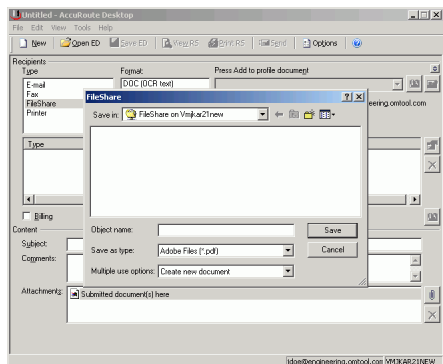 Untitled - AccuRoute Desktop
File Edit View Tools Help
New Open ED Save ED View RS Print RS Send Options
Recipients
Type Format: Press Add to profile document
E-mail DOC (OCR text)
Fax
FileShare eering.omtool.com
Printer
FileShare
Save in: FileShare on Vmjkar21new
Type
Billing
Object name: Save
Save as type: Adobe Files (*.pdf) Cancel
Multiple use options: Create new document
Content
Subject:
Comments:
Attachments: Submitted document(s) here
jdoe@engineering.omtool.com VMJKAR21NEW